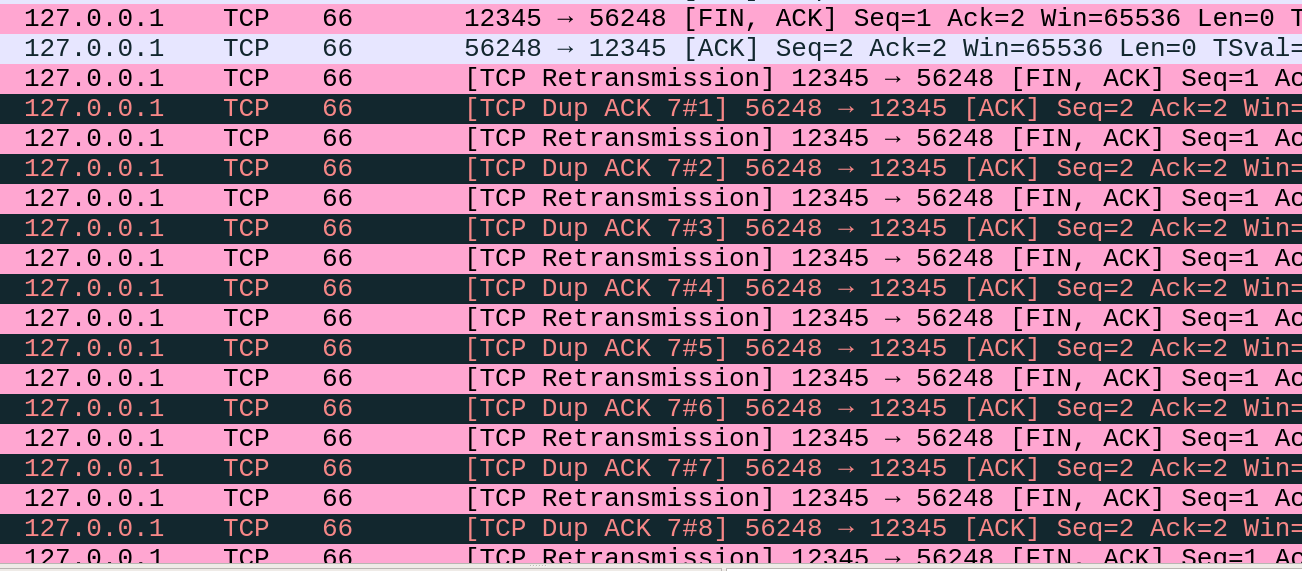 127.0.0.1 TCP 66 12345 → 56248 [FIN, ACK] Seq=1 Ack=2 Win=65536 Len=0 T
127.0.0.1 TCP 66 56248 → 12345 [ACK] Seq=2 Ack=2 Win=65536 Len=0 TSval=
127.0.0.1 TCP 66 [TCP Retransmission] 12345 → 56248 [FIN, ACK] Seq=1 Ac
127.0.0.1 TCP 66 [TCP Dup ACK 7#1] 56248 → 12345 [ACK] Seq=2 Ack=2 Win=
127.0.0.1 TCP 66 [TCP Retransmission] 12345 → 56248 [FIN, ACK] Seq=1 Ac
127.0.0.1 TCP 66 [TCP Dup ACK 7#2] 56248 → 12345 [ACK] Seq=2 Ack=2 Win=
127.0.0.1 TCP 66 [TCP Retransmission] 12345 → 56248 [FIN, ACK] Seq=1 Ac
127.0.0.1 TCP 66 [TCP Dup ACK 7#3] 56248 → 12345 [ACK] Seq=2 Ack=2 Win=
127.0.0.1 TCP 66 [TCP Retransmission] 12345 → 56248 [FIN, ACK] Seq=1 Ac
127.0.0.1 TCP 66 [TCP Dup ACK 7#4] 56248 → 12345 [ACK] Seq=2 Ack=2 Win=
127.0.0.1 TCP 66 [TCP Retransmission] 12345 → 56248 [FIN, ACK] Seq=1 Ac
127.0.0.1 TCP 66 [TCP Dup ACK 7#5] 56248 → 12345 [ACK] Seq=2 Ack=2 Win=
127.0.0.1 TCP 66 [TCP Retransmission] 12345 → 56248 [FIN, ACK] Seq=1 Ac
127.0.0.1 TCP 66 [TCP Dup ACK 7#6] 56248 → 12345 [ACK] Seq=2 Ack=2 Win=
127.0.0.1 TCP 66 [TCP Retransmission] 12345 → 56248 [FIN, ACK] Seq=1 Ac
127.0.0.1 TCP 66 [TCP Dup ACK 7#7] 56248 → 12345 [ACK] Seq=2 Ack=2 Win=
127.0.0.1 TCP 66 [TCP Retransmission] 12345 → 56248 [FIN, ACK] Seq=1 Ac
127.0.0.1 TCP 66 [TCP Dup ACK 7#8] 56248 → 12345 [ACK] Seq=2 Ack=2 Win=
127.0.0.1 TCP 66 [TCP Retransmission] 12345 → 56248 [FIN, ACK] Seq=1 Ac